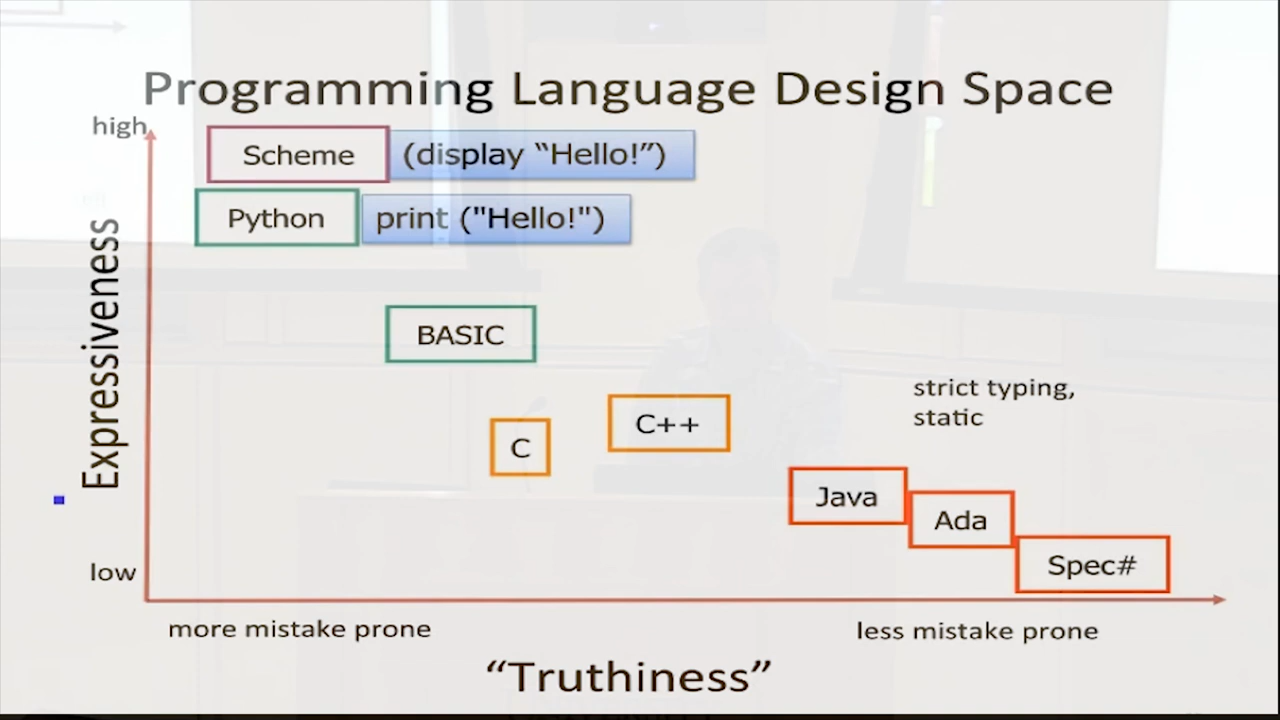 Programming Language Design Space
high
Scheme (display “Hello!”)
Python print ("Hello!")
Expressiveness
BASIC
strict typing,
static
C++
C
Java
Ada
Spec#
low
more mistake prone
less mistake prone
“Truthiness”